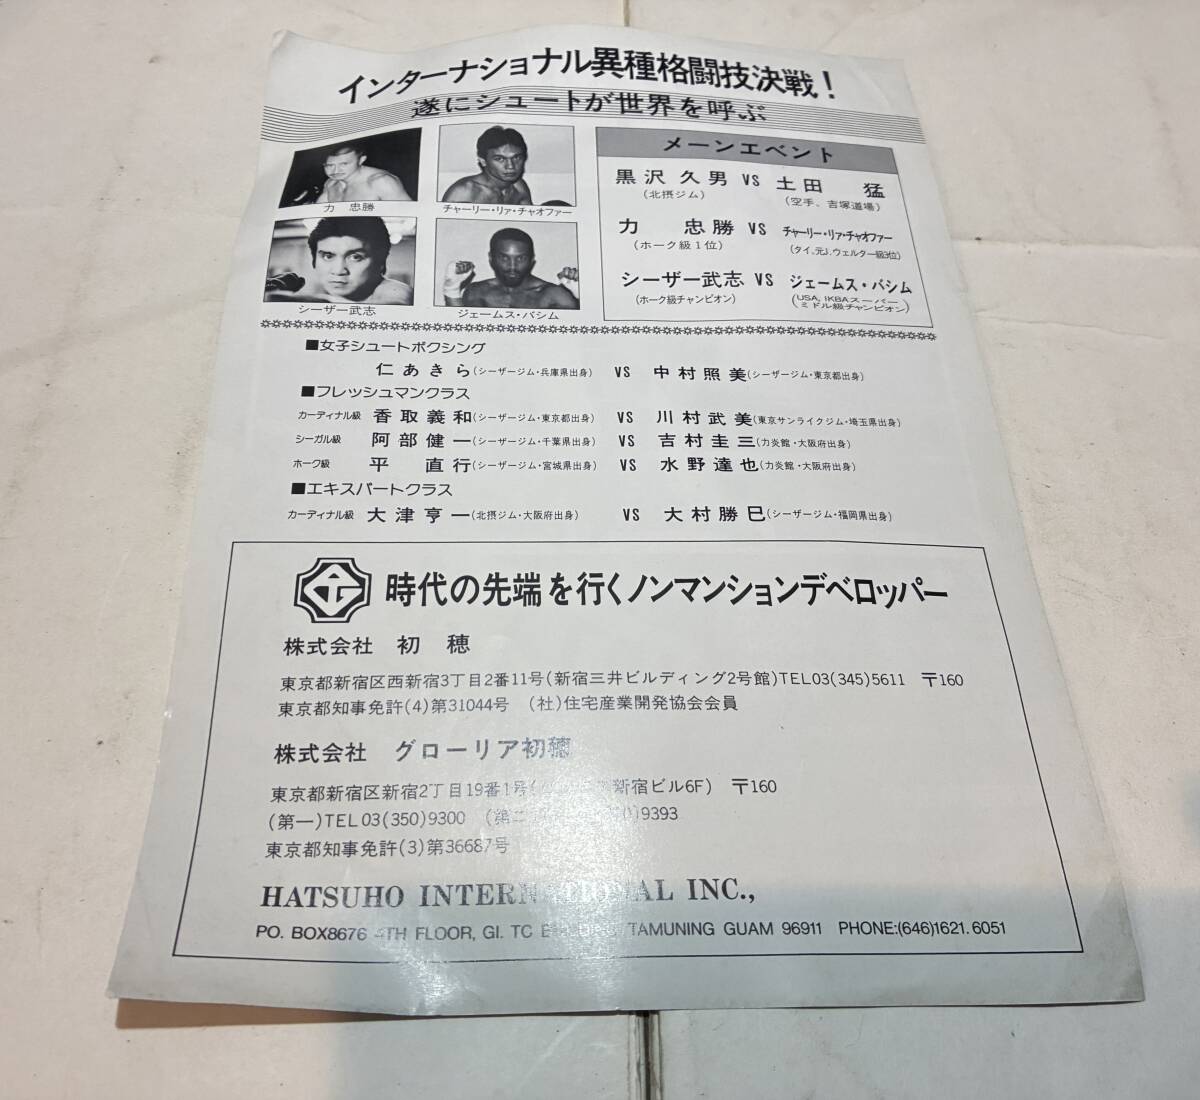 インターナショナル異種格闘技決戦！
遂にシュートが世界を呼ぶ
力 忠勝
チャーリー・リァ・チャオファー
シーザー武志
ジェームス・バシム
メーンエベント
黒沢久男 VS 土田 猛
(北摂ジム) (空手、吉塚道場)
力 忠勝 VS チャーリー・リァ・チャオファー
(ホーク級1位) (タイ、元J.ウェルター級3位)
シーザー武志 VS ジェームス・バシム
(ホーク級チャンピオン) (USA, IKBAスーパーミドル級チャンピオン)
■女子シュートボクシング
仁あきら(シーザージム・兵庫県出身) VS 中村照美(シーザージム・東京都出身)
■フレッシュマンクラス
カーディナル級 香取義和(シーザージム・東京都出身) VS 川村武美(東京サンライクジム・埼玉県出身)
シーガル級 阿部健一(シーザージム・千葉県出身) VS 吉村圭三(力炎館・大阪府出身)
ホーク級 平 直行(シーザージム・宮城県出身) VS 水野達也(力炎館・大阪府出身)
■エキスパートクラス
カーディナル級 大津亨一(北摂ジム・大阪府出身) VS 大村勝巳(シーザージム・福岡県出身)
時代の先端を行くノンマンションデベロッパー
株式会社 初穂
東京都新宿区西新宿3丁目2番11号(新宿三井ビルディング2号館)TEL03(345)5611 〒160
東京都知事免許(4)第31044号 (社)住宅産業開発協会会員
株式会社 グローリア初穂
東京都新宿区新宿2丁目19番1号( 新宿ビル6F) 〒160
(第一)TEL03(350)9300 (第二 )9393
東京都知事免許(3)第36687号
HATSUHO INTERNATIONAL INC.,
PO. BOX8676 4TH FLOOR, GI. TC TAMUNING GUAM 96911 PHONE:(646)1621.6051